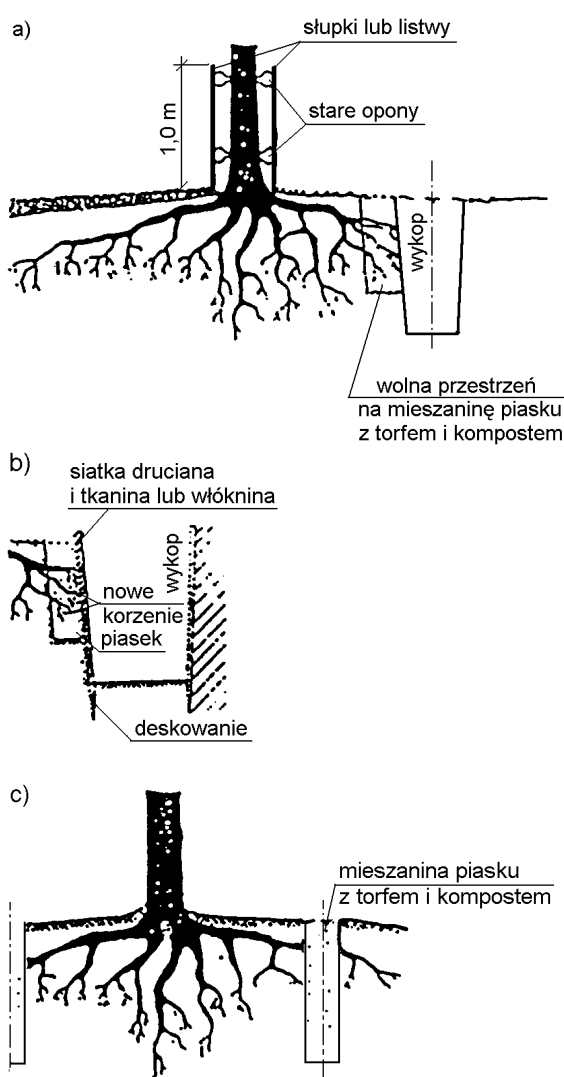 a)
słupki lub listwy
stare opony
1,0 m
wykop
wolna przestrzeń
na mieszaninę piasku
z torfem i kompostem
b)
siatka druciana
i tkanina lub włóknina
wykop
nowe
korzenie
piasek
deskowanie
c)
mieszanina piasku
z torfem i kompostem